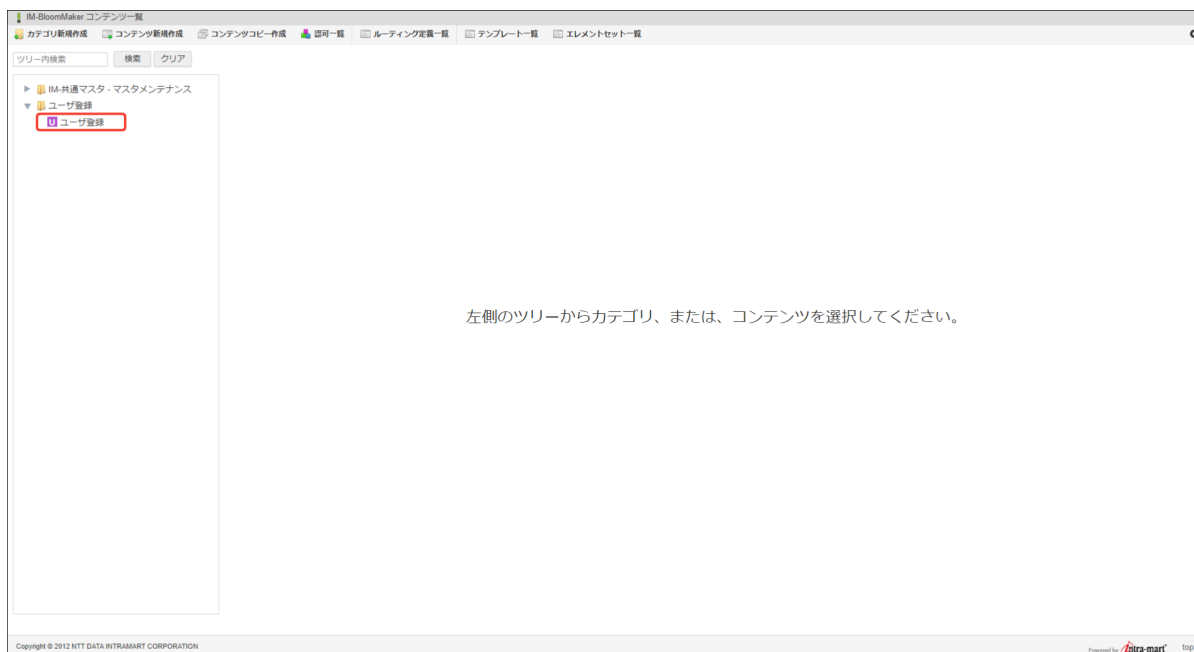 IM-BloomMaker コンテンツ一覧
カテゴリ新規作成 コンテンツ新規作成 コンテンツコピー作成 認可一覧 ルーティング定義一覧 テンプレート一覧 エレメントセット一覧
ツリー内検索 検索 クリア
IM-共通マスタ - マスタメンテナンス
ユーザ登録
U ユーザ登録
左側のツリーからカテゴリ、または、コンテンツを選択してください。
Copyright © 2012 NTT DATA INTRAMART CORPORATION
Powered by intra-mart top